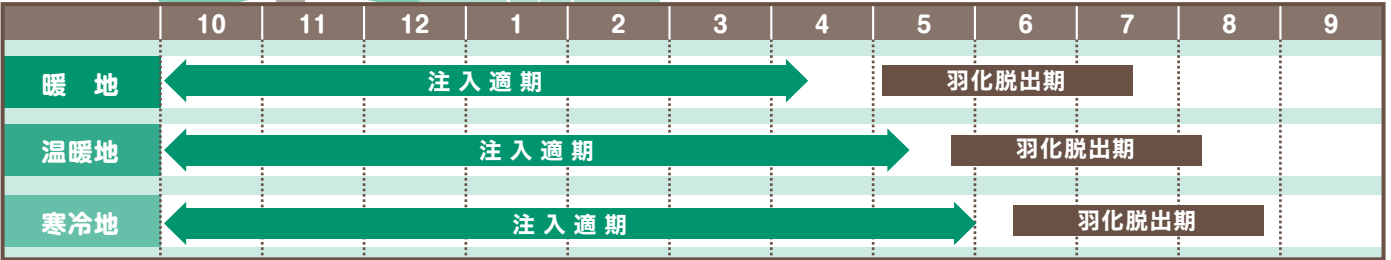 10 11 12 1 2 3 4 5 6 7 8 9
暖 地 注入適期 羽化脱出期
温暖地 注入適期 羽化脱出期
寒冷地 注入適期 羽化脱出期